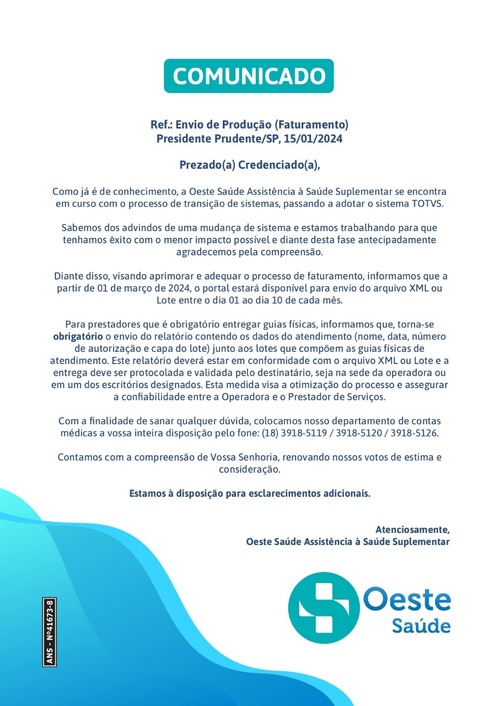 COMUNICADO
Ref.: Envio de Produção (Faturamento)
Presidente Prudente/SP, 15/01/2024
Prezado(a) Credenciado(a),
Como já é de conhecimento, a Oeste Saúde Assistência à Saúde Suplementar se encontra
em curso com o processo de transição de sistemas, passando a adotar o sistema TOTVS.
Sabemos dos advindos de uma mudança de sistema e estamos trabalhando para que
tenhamos êxito com o menor impacto possível e diante desta fase antecipadamente
agradecemos pela compreensão.
Diante disso, visando aprimorar e adequar o processo de faturamento, informamos que a
partir de 01 de março de 2024, o portal estará disponível para envio do arquivo XML ou
Lote entre o dia 01 ao dia 10 de cada mês.
Para prestadores que é obrigatório entregar guias físicas, informamos que, torna-se
obrigatório o envio do relatório contendo os dados do atendimento (nome, data, número
de autorização e capa do lote) junto aos lotes que compõem as guias físicas de
atendimento. Este relatório deverá estar em conformidade com o arquivo XML ou Lote e a
entrega deve ser protocolada e validada pelo destinatário, seja na sede da operadora ou
em um dos escritórios designados. Esta medida visa a otimização do processo e assegurar
a confiabilidade entre a Operadora e o Prestador de Serviços.
Com a finalidade de sanar qualquer dúvida, colocamos nosso departamento de contas
médicas a vossa inteira disposição pelo fone: (18) 3918-5119 / 3918-5120 / 3918-5126.
Contamos com a compreensão de Vossa Senhoria, renovando nossos votos de estima e
consideração.
Estamos à disposição para esclarecimentos adicionais.
Atenciosamente,
Oeste Saúde Assistência à Saúde Suplementar
Oeste
Saúde
ANS - Nº41673-8